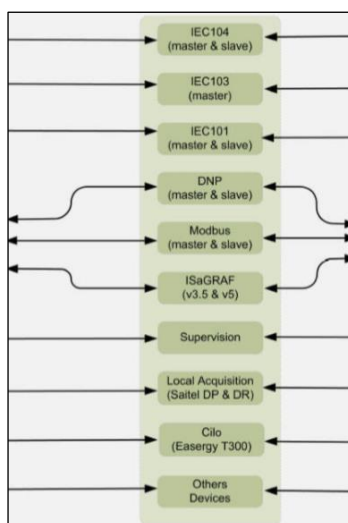 IEC104
(master & slave)
IEC103
(master)
IEC101
(master & slave)
DNP
(master & slave)
Modbus
(master & slave)
ISaGRAF
(v3.5 & v5)
Supervision
Local Acquisition
(Saitel DP & DR)
Cilo
(Easergy T300)
Others
Devices